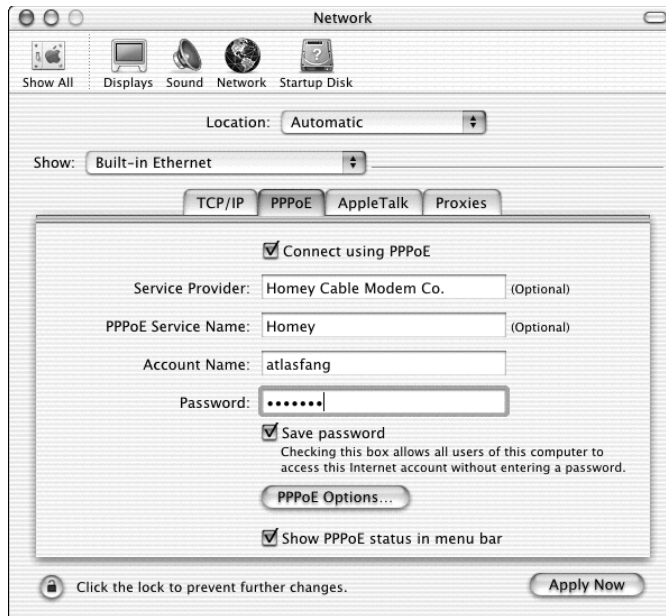 Network
Show All Displays Sound Network Startup Disk
Location: Automatic
Show: Built-in Ethernet
TCP/IP PPPoE AppleTalk Proxies
Connect using PPPoE
Service Provider: Homey Cable Modem Co. (Optional)
PPPoE Service Name: Homey (Optional)
Account Name: atlasfang
Password: •••••••
Save password
Checking this box allows all users of this computer to
access this Internet account without entering a password.
PPPoE Options...
Show PPPoE status in menu bar
Click the lock to prevent further changes. Apply Now